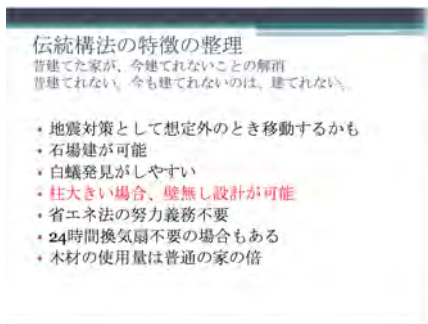 伝統構法の特徴の整理
昔建てた家が、今建てれないことの解消
昔建てれない。今も建てれないのは、建てれない。
・地震対策として想定外のとき移動するかも
・石場建が可能
・白蟻発見がしやすい
・柱大きい場合、壁無し設計が可能
・省エネ法の努力義務不要
・24時間換気扇不要の場合もある
・木材の使用量は普通の家の倍